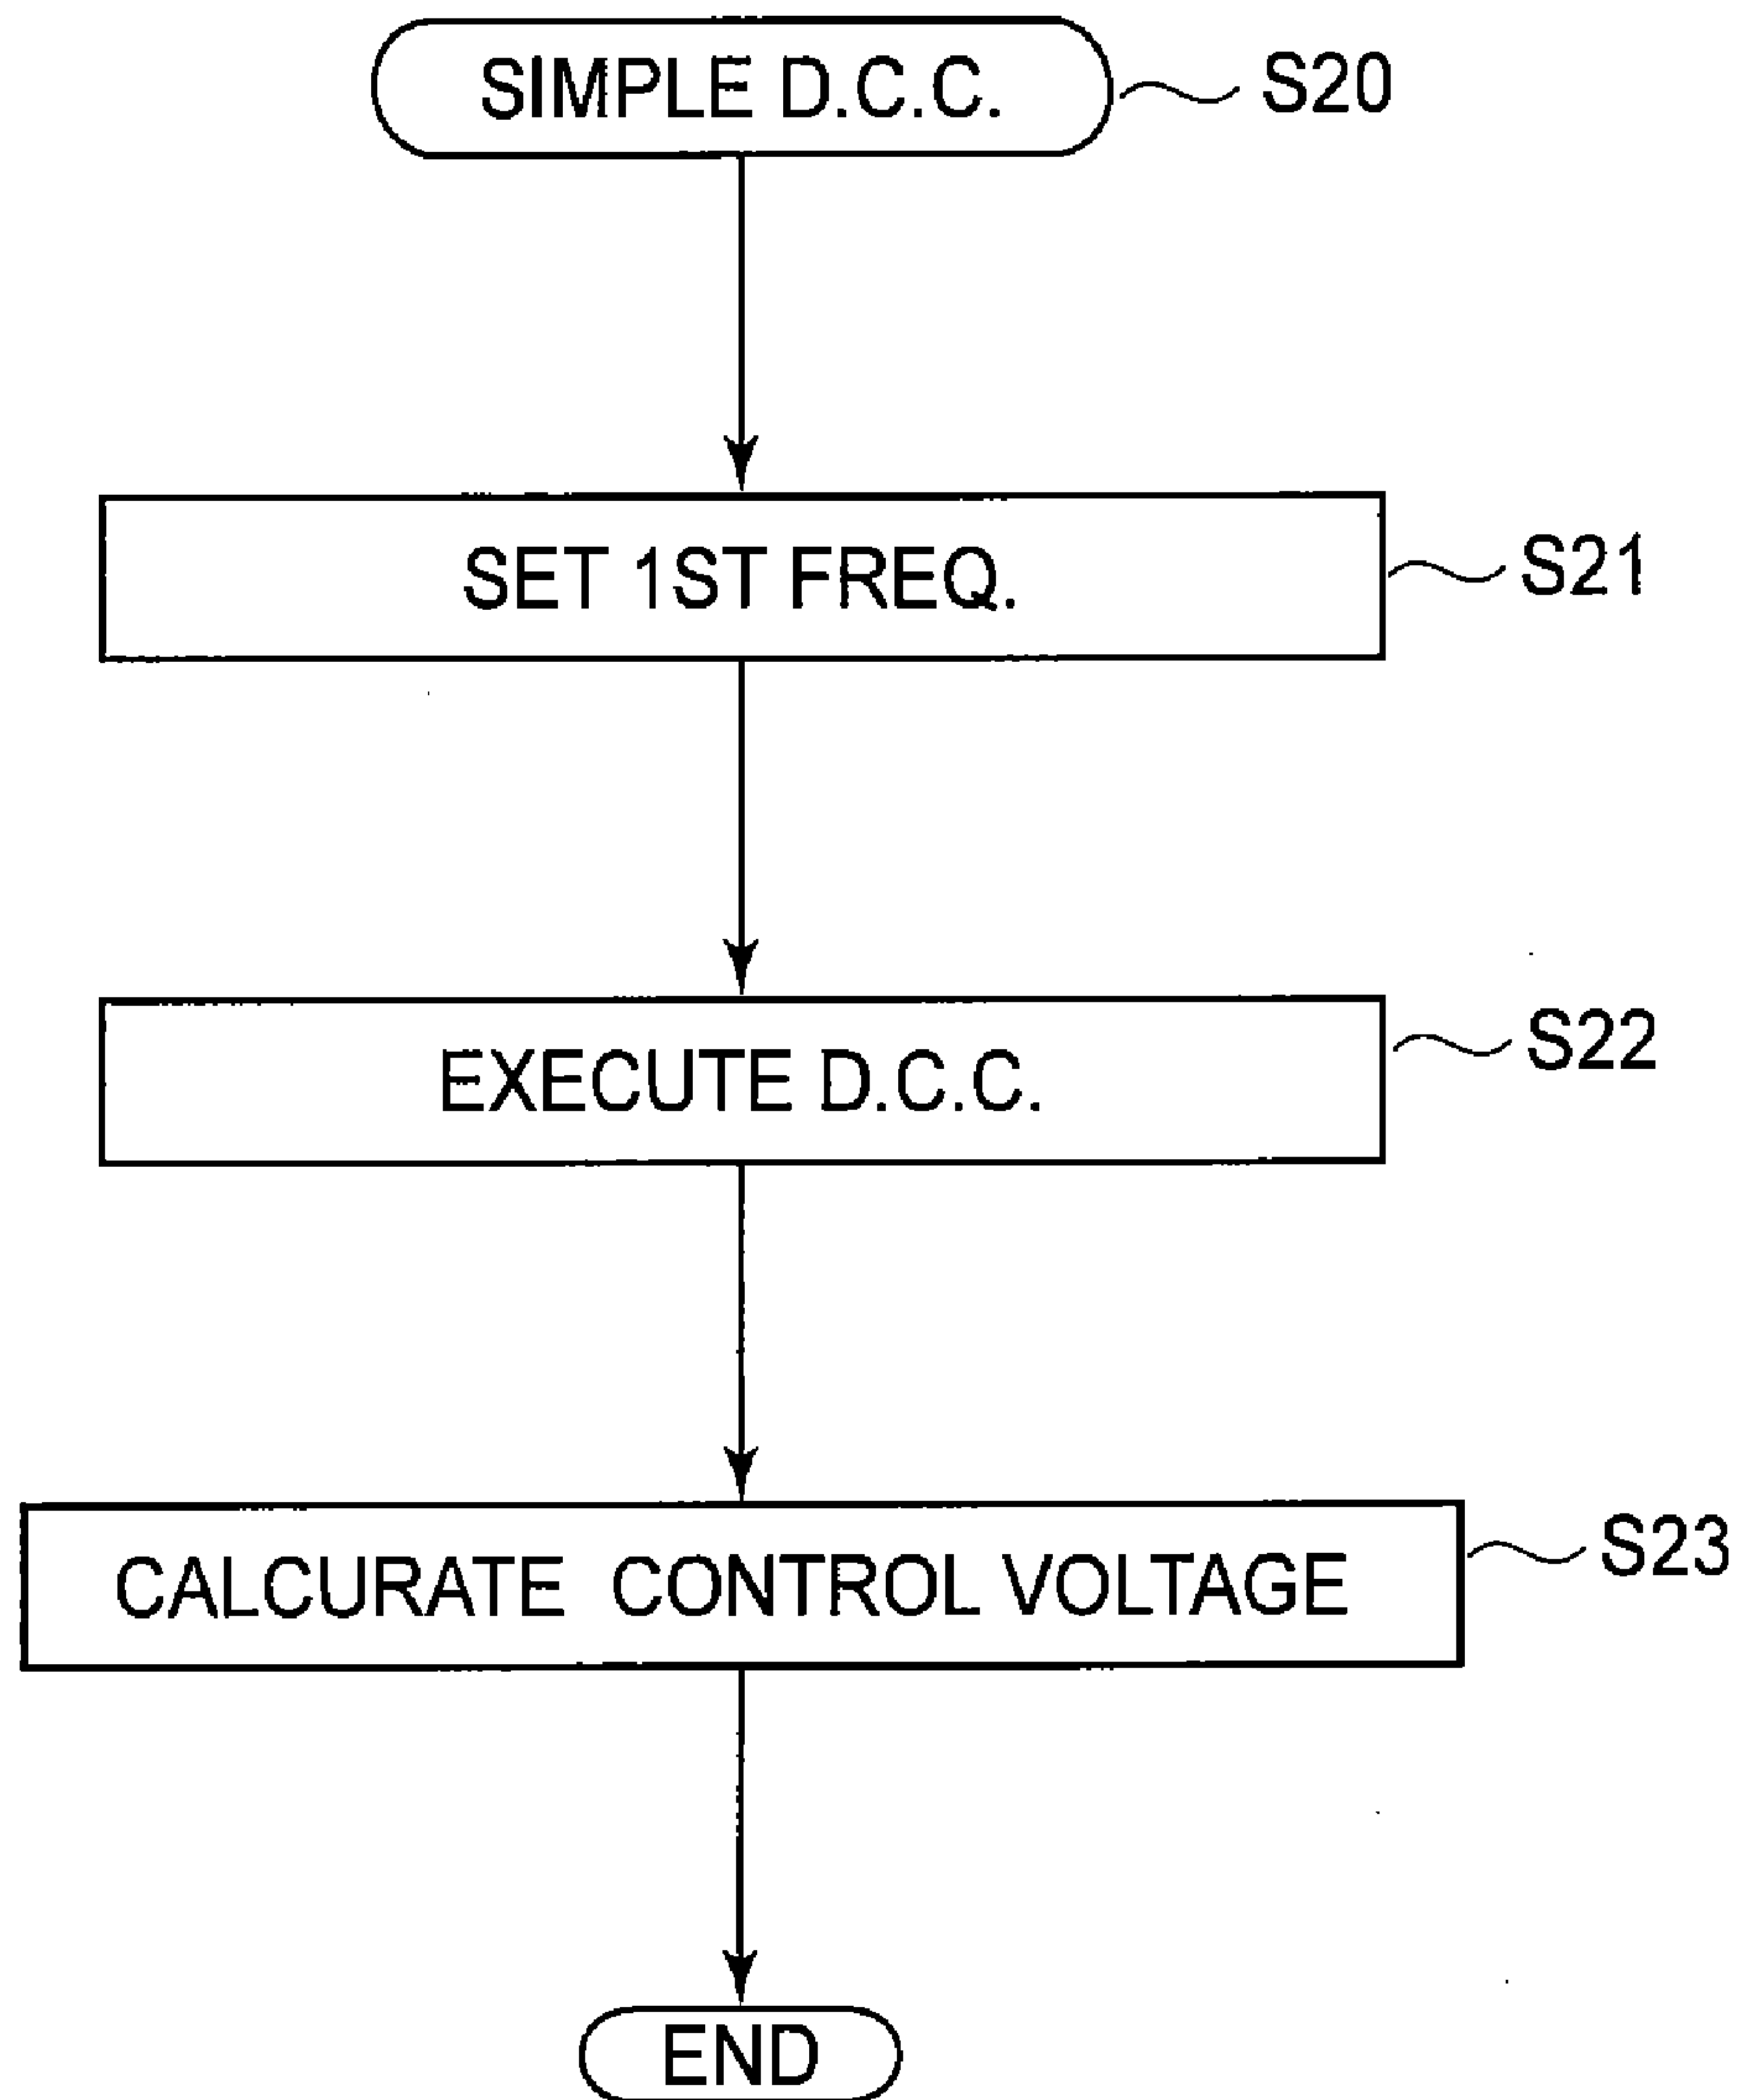 SIMPLE D.C.C. S20
SET 1ST FREQ. S21
EXECUTE D.C.C. S22
CALCURATE CONTROL VOLTAGE S23
END